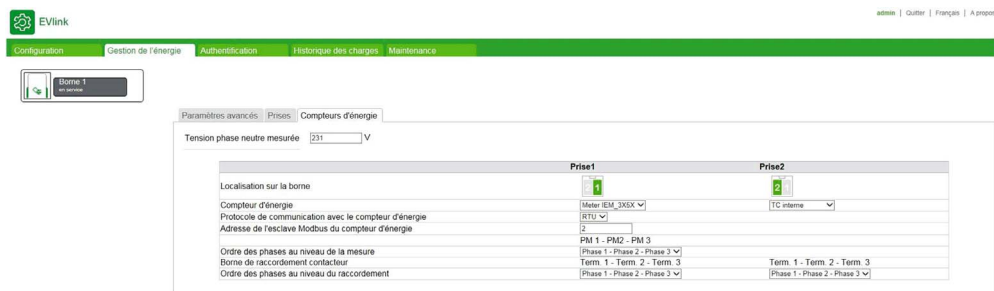 admin | Quitter | Français | A propos
EVlink
Configuration Gestion de l'énergie Authentification Historique des charges Maintenance
Borne 1
en service
Paramètres avancés Prises Compteurs d'énergie
Tension phase neutre mesurée 231 V
Prise1 Prise2
Localisation sur la borne 2 1 2 1
Compteur d'énergie Meter IEM_3X5X TC interne
Protocole de communication avec le compteur d'énergie RTU
Adresse de l'esclave Modbus du compteur d'énergie 2
PM 1 - PM2 - PM 3
Ordre des phases au niveau de la mesure Phase 1 - Phase 2 - Phase 3
Borne de raccordement contacteur Term. 1 - Term. 2 - Term. 3 Term. 1 - Term. 2 - Term. 3
Ordre des phases au niveau du raccordement Phase 1 - Phase 2 - Phase 3 Phase 1 - Phase 2 - Phase 3